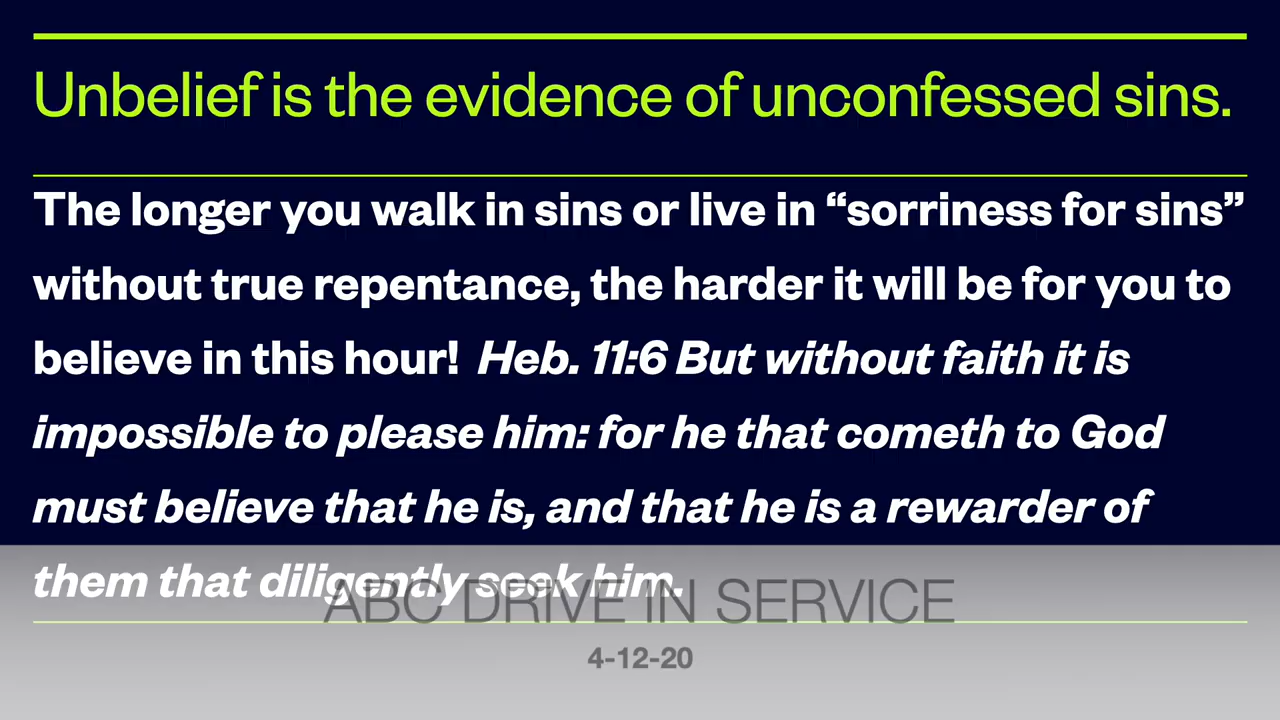 Unbelief is the evidence of unconfessed sins.
The longer you walk in sins or live in “sorriness for sins”
without true repentance, the harder it will be for you to
believe in this hour! Heb. 11:6 But without faith it is
impossible to please him: for he that cometh to God
must believe that he is, and that he is a rewarder of
them that diligently seek him.
ABC DRIVE IN SERVICE
4-12-20